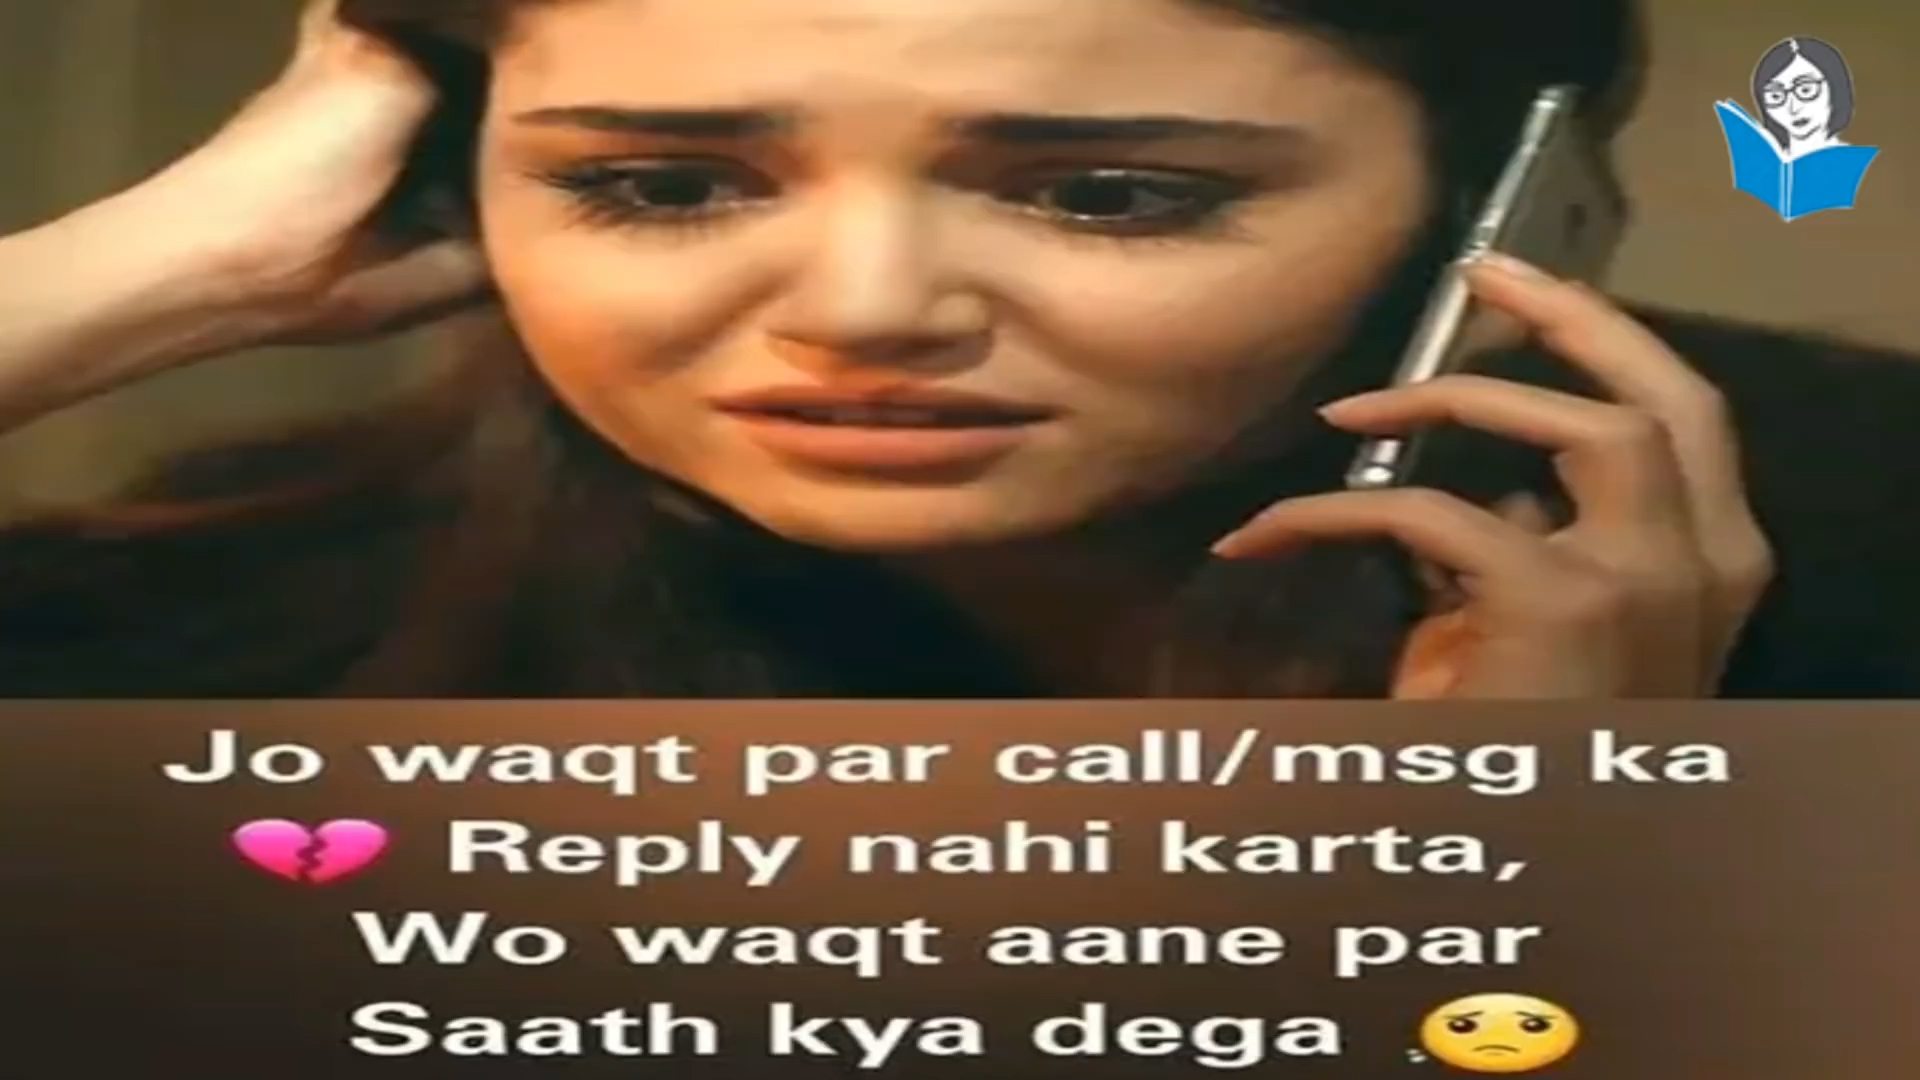 Jo waqt par call/msg ka
💔 Reply nahi karta,
Wo waqt aane par
Saath kya dega 😟